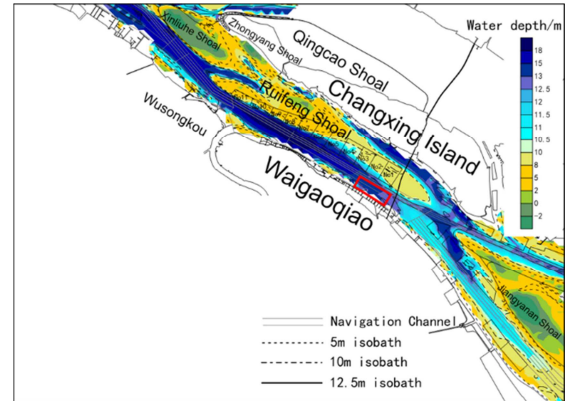 Xinliuhe Shoal
Zhongyang Shoal
Qingcao Shoal
Water depth/m
18
15
13
12.5
12
11.5
11
10.5
10
8
5
2
0
-2
Changxing Island
Ruifeng Shoal
Wusongkou
Waigaoqiao
Jiangyanan Shoal
Navigation Channel
5m isobath
10m isobath
12.5m isobath